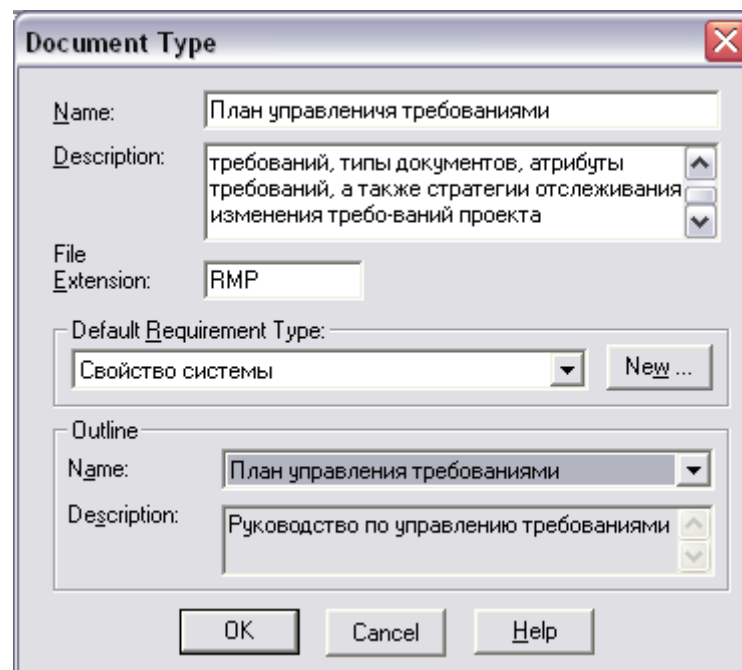 Document Type
Name:
План управленичя требованиями
Description:
требований, типы документов, атрибуты
требований, а также стратегии отслеживания
изменения требо-ваний проекта
File
Extension:
RMP
Default Requirement Type:
Свойство системы
New ...
Outline
Name:
План управления требованиями
Description:
Руководство по управлению требованиями
OK
Cancel
Help